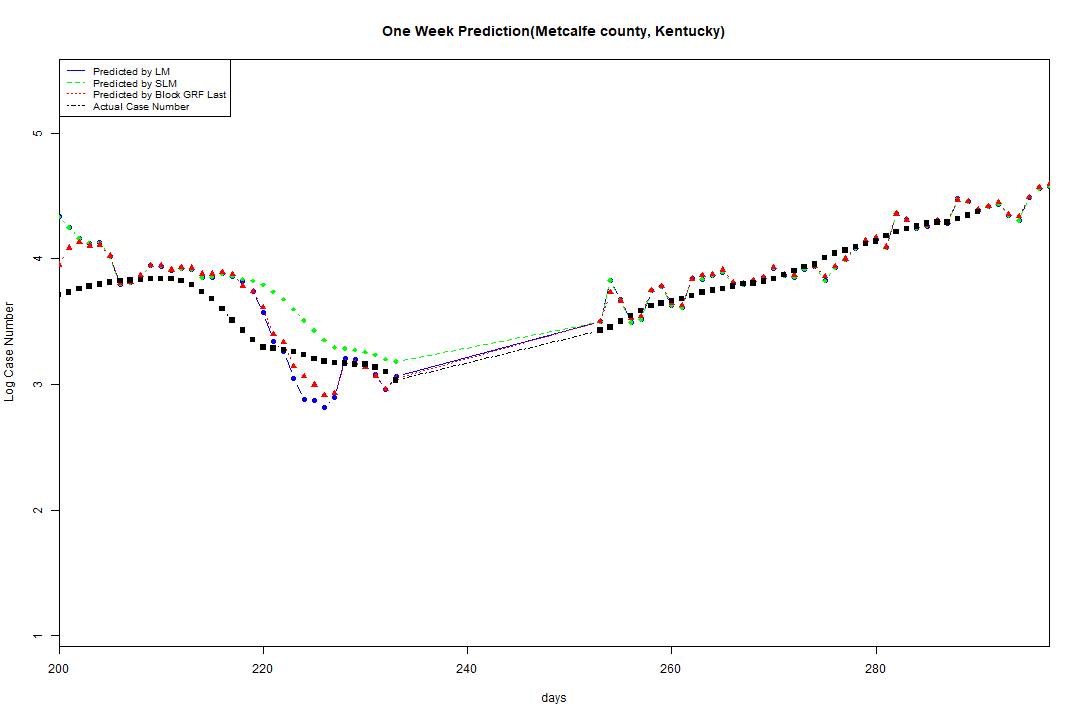 One Week Prediction(Metcalfe county, Kentucky)
Predicted by LM
Predicted by SLM
Predicted by Block GRF Last
Actual Case Number
5
4
3
2
1
Log Case Number
200 220 240 260 280
days